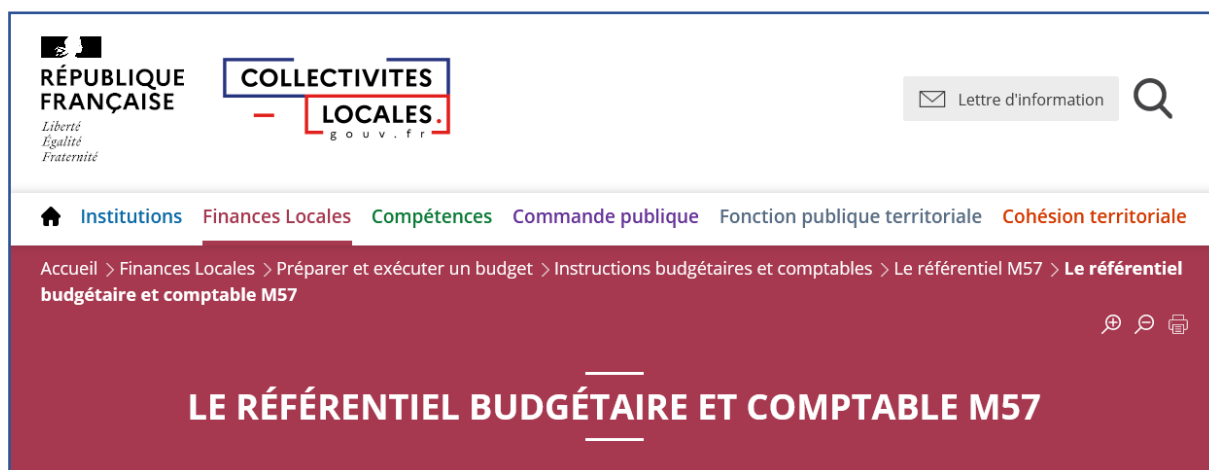 RÉPUBLIQUE
FRANÇAISE
Liberté
Égalité
Fraternité
COLLECTIVITES
LOCALES.
gouv.fr
Lettre d'information
Institutions Finances Locales Compétences Commande publique Fonction publique territoriale Cohésion territoriale
Accueil > Finances Locales > Préparer et exécuter un budget > Instructions budgétaires et comptables > Le référentiel M57 > Le référentiel
budgétaire et comptable M57
LE RÉFÉRENTIEL BUDGÉTAIRE ET COMPTABLE M57